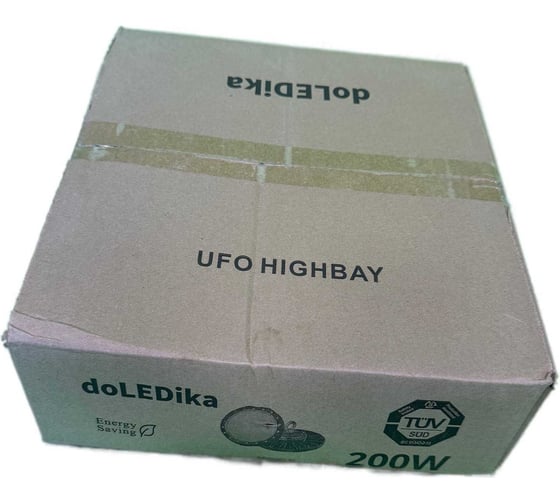 doLEDika
UFO HIGHBAY
doLEDika
Energy
Saving
TÜV
SÜD
200W